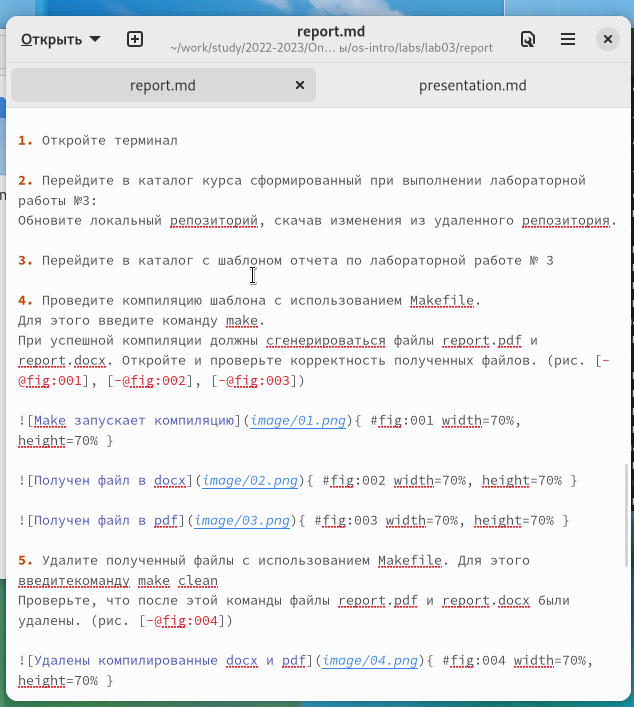 Открыть
report.md
~/work/study/2022-2023/Оп… ы/os-intro/labs/lab03/report
report.md
presentation.md
1. Откройте терминал
2. Перейдите в каталог курса сформированный при выполнении лабораторной
работы №3:
Обновите локальный репозиторий, скачав изменения из удаленного репозитория.
3. Перейдите в каталог с шаблоном отчета по лабораторной работе № 3
4. Проведите компиляцию шаблона с использованием Makefile.
Для этого введите команду make.
При успешной компиляции должны сгенерироваться файлы report.pdf и
report.docx. Откройте и проверьте корректность полученных файлов. (рис. [-
@fig:001], [-@fig:002], [-@fig:003])
![Make запускает компиляцию](image/01.png){ #fig:001 width=70%,
height=70% }
![Получен файл в docx](image/02.png){ #fig:002 width=70%, height=70% }
![Получен файл в pdf](image/03.png){ #fig:003 width=70%, height=70% }
5. Удалите полученный файлы с использованием Makefile. Для этого
введитекоманду make clean
Проверьте, что после этой команды файлы report.pdf и report.docx были
удалены. (рис. [-@fig:004])
![Удалены компилированные docx и pdf](image/04.png){ #fig:004 width=70%,
height=70% }